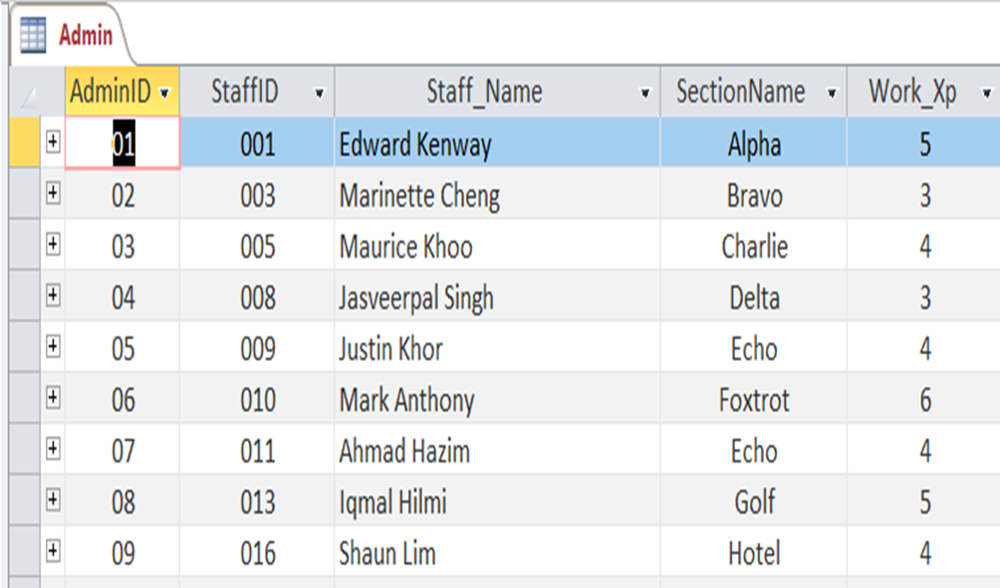 Admin
AdminID StaffID Staff_Name SectionName Work_Xp
01 001 Edward Kenway Alpha 5
02 003 Marinette Cheng Bravo 3
03 005 Maurice Khoo Charlie 4
04 008 Jasveerpal Singh Delta 3
05 009 Justin Khor Echo 4
06 010 Mark Anthony Foxtrot 6
07 011 Ahmad Hazim Echo 4
08 013 Iqmal Hilmi Golf 5
09 016 Shaun Lim Hotel 4